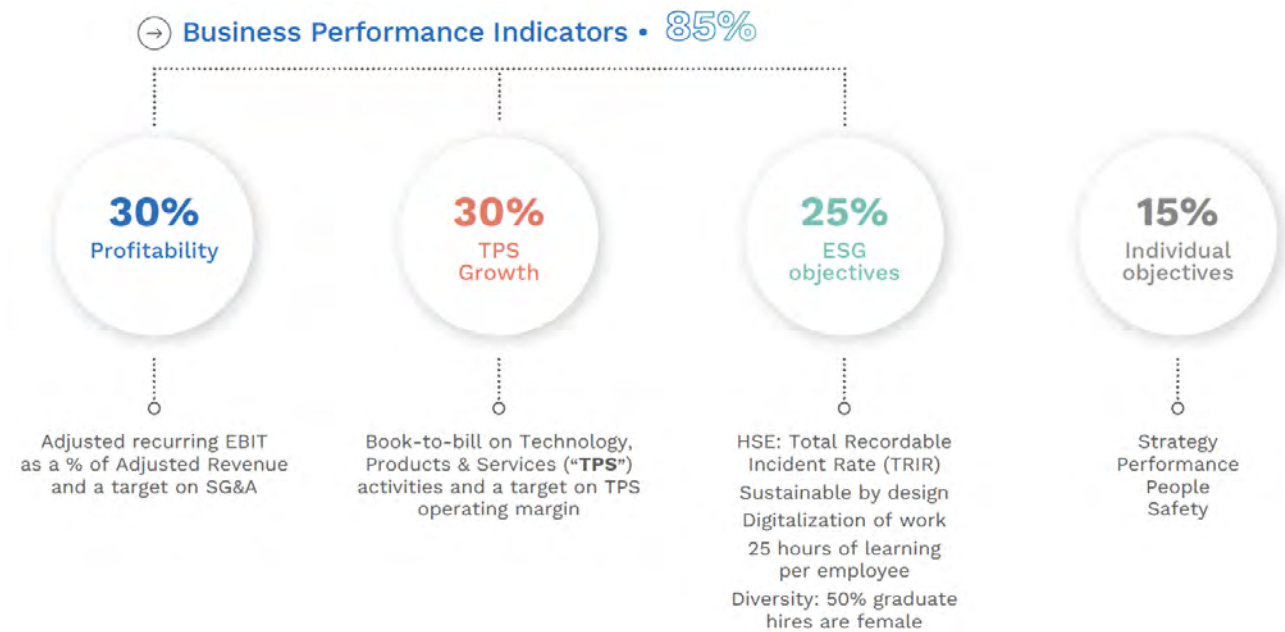 Business Performance Indicators • 85%
30%
Profitability
30%
TPS
Growth
25%
ESG
objectives
15%
Individual
objectives
Adjusted recurring EBIT
as a % of Adjusted Revenue
and a target on SG&A
Book-to-bill on Technology,
Products & Services (“TPS”)
activities and a target on TPS
operating margin
HSE: Total Recordable
Incident Rate (TRIR)
Sustainable by design
Digitalization of work
25 hours of learning
per employee
Diversity: 50% graduate
hires are female
Strategy
Performance
People
Safety